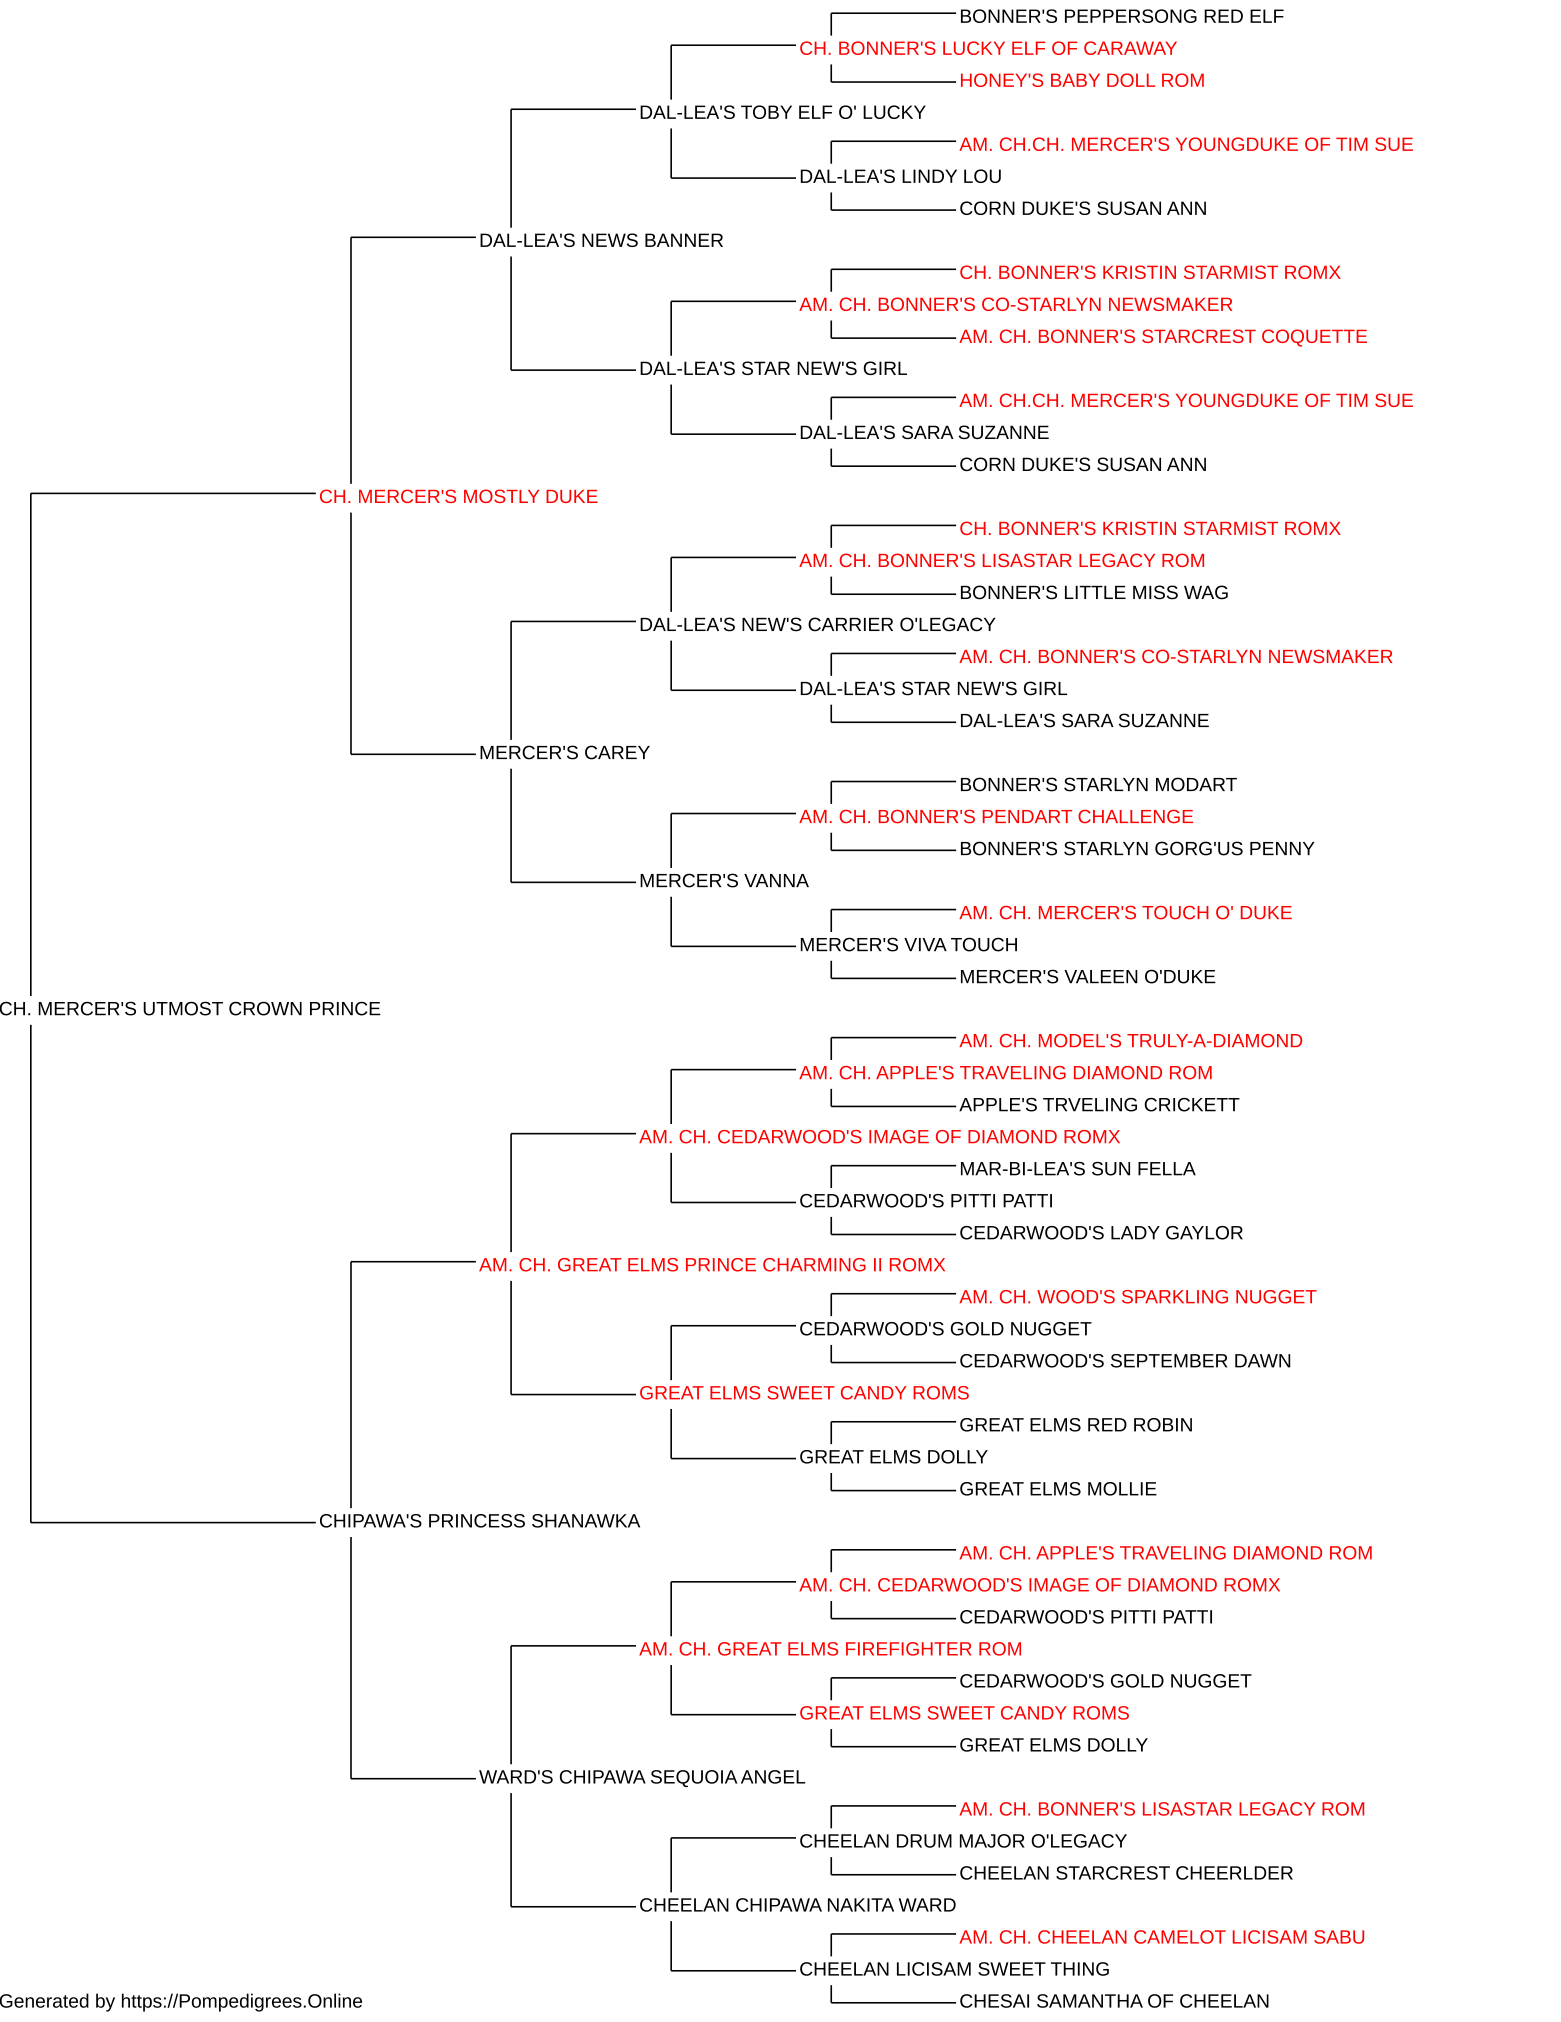 BONNER'S PEPPERSONG RED ELF
CH. BONNER'S LUCKY ELF OF CARAWAY
HONEY'S BABY DOLL ROM
DAL-LEA'S TOBY ELF O' LUCKY
AM. CH.CH. MERCER'S YOUNGDUKE OF TIM SUE
DAL-LEA'S LINDY LOU
CORN DUKE'S SUSAN ANN
DAL-LEA'S NEWS BANNER
CH. BONNER'S KRISTIN STARMIST ROMX
AM. CH. BONNER'S CO-STARLYN NEWSMAKER
AM. CH. BONNER'S STARCREST COQUETTE
DAL-LEA'S STAR NEW'S GIRL
AM. CH.CH. MERCER'S YOUNGDUKE OF TIM SUE
DAL-LEA'S SARA SUZANNE
CORN DUKE'S SUSAN ANN
CH. MERCER'S MOSTLY DUKE
CH. BONNER'S KRISTIN STARMIST ROMX
AM. CH. BONNER'S LISASTAR LEGACY ROM
BONNER'S LITTLE MISS WAG
DAL-LEA'S NEW'S CARRIER O'LEGACY
AM. CH. BONNER'S CO-STARLYN NEWSMAKER
DAL-LEA'S STAR NEW'S GIRL
DAL-LEA'S SARA SUZANNE
MERCER'S CAREY
BONNER'S STARLYN MODART
AM. CH. BONNER'S PENDART CHALLENGE
BONNER'S STARLYN GORG'US PENNY
MERCER'S VANNA
AM. CH. MERCER'S TOUCH O' DUKE
MERCER'S VIVA TOUCH
MERCER'S VALEEN O'DUKE
CH. MERCER'S UTMOST CROWN PRINCE
AM. CH. MODEL'S TRULY-A-DIAMOND
AM. CH. APPLE'S TRAVELING DIAMOND ROM
APPLE'S TRVELING CRICKETT
AM. CH. CEDARWOOD'S IMAGE OF DIAMOND ROMX
MAR-BI-LEA'S SUN FELLA
CEDARWOOD'S PITTI PATTI
CEDARWOOD'S LADY GAYLOR
AM. CH. GREAT ELMS PRINCE CHARMING II ROMX
AM. CH. WOOD'S SPARKLING NUGGET
CEDARWOOD'S GOLD NUGGET
CEDARWOOD'S SEPTEMBER DAWN
GREAT ELMS SWEET CANDY ROMS
GREAT ELMS RED ROBIN
GREAT ELMS DOLLY
GREAT ELMS MOLLIE
CHIPAWA'S PRINCESS SHANAWKA
AM. CH. APPLE'S TRAVELING DIAMOND ROM
AM. CH. CEDARWOOD'S IMAGE OF DIAMOND ROMX
CEDARWOOD'S PITTI PATTI
AM. CH. GREAT ELMS FIREFIGHTER ROM
CEDARWOOD'S GOLD NUGGET
GREAT ELMS SWEET CANDY ROMS
GREAT ELMS DOLLY
WARD'S CHIPAWA SEQUOIA ANGEL
AM. CH. BONNER'S LISASTAR LEGACY ROM
CHEELAN DRUM MAJOR O'LEGACY
CHEELAN STARCREST CHEERLDER
CHEELAN CHIPAWA NAKITA WARD
AM. CH. CHEELAN CAMELOT LICISAM SABU
CHEELAN LICISAM SWEET THING
CHESAI SAMANTHA OF CHEELAN
Generated by https://Pompedigrees.Online